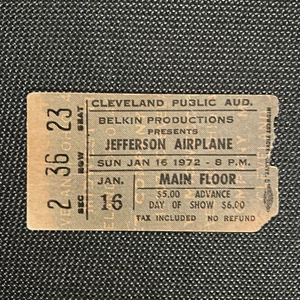 CLEVELAND PUBLIC AUD.
BELKIN PRODUCTIONS
PRESENTS
JEFFERSON AIRPLANE
SUN JAN 16 1972 - 8 P.M.
JAN. 16
MAIN FLOOR
$5.00 ADVANCE
DAY OF SHOW $6.00
TAX INCLUDED NO REFUND
2 36 23
SEC ROW SEAT